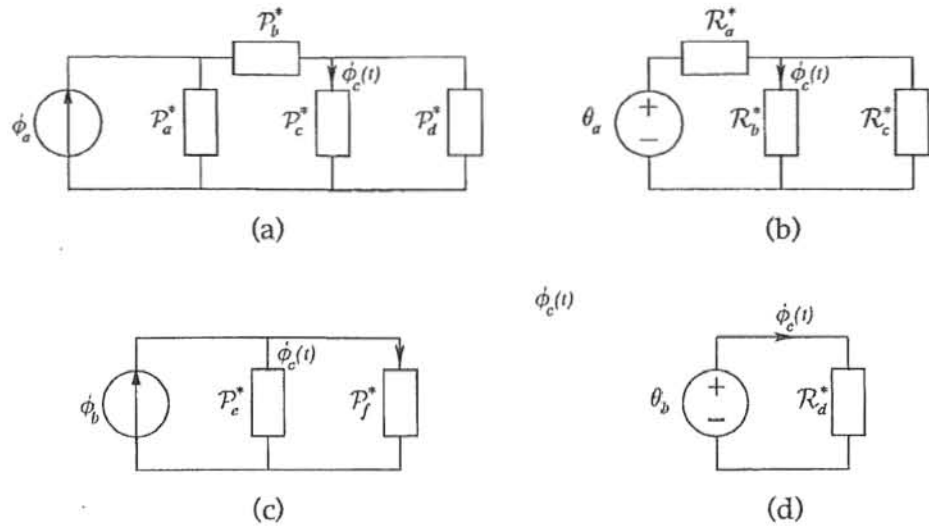 𝒫*_b
ϕ̇_a 𝒫*_a 𝒫*_c ϕ̇_c(t) 𝒫*_d
(a)
ℛ*_a
θ_a + − ℛ*_b ϕ̇_c(t) ℛ*_c
(b)
ϕ̇_b 𝒫*_e ϕ̇_c(t) 𝒫*_f
(c)
ϕ̇_c(t)
ϕ̇_c(t)
θ_b + − ℛ*_d
(d)